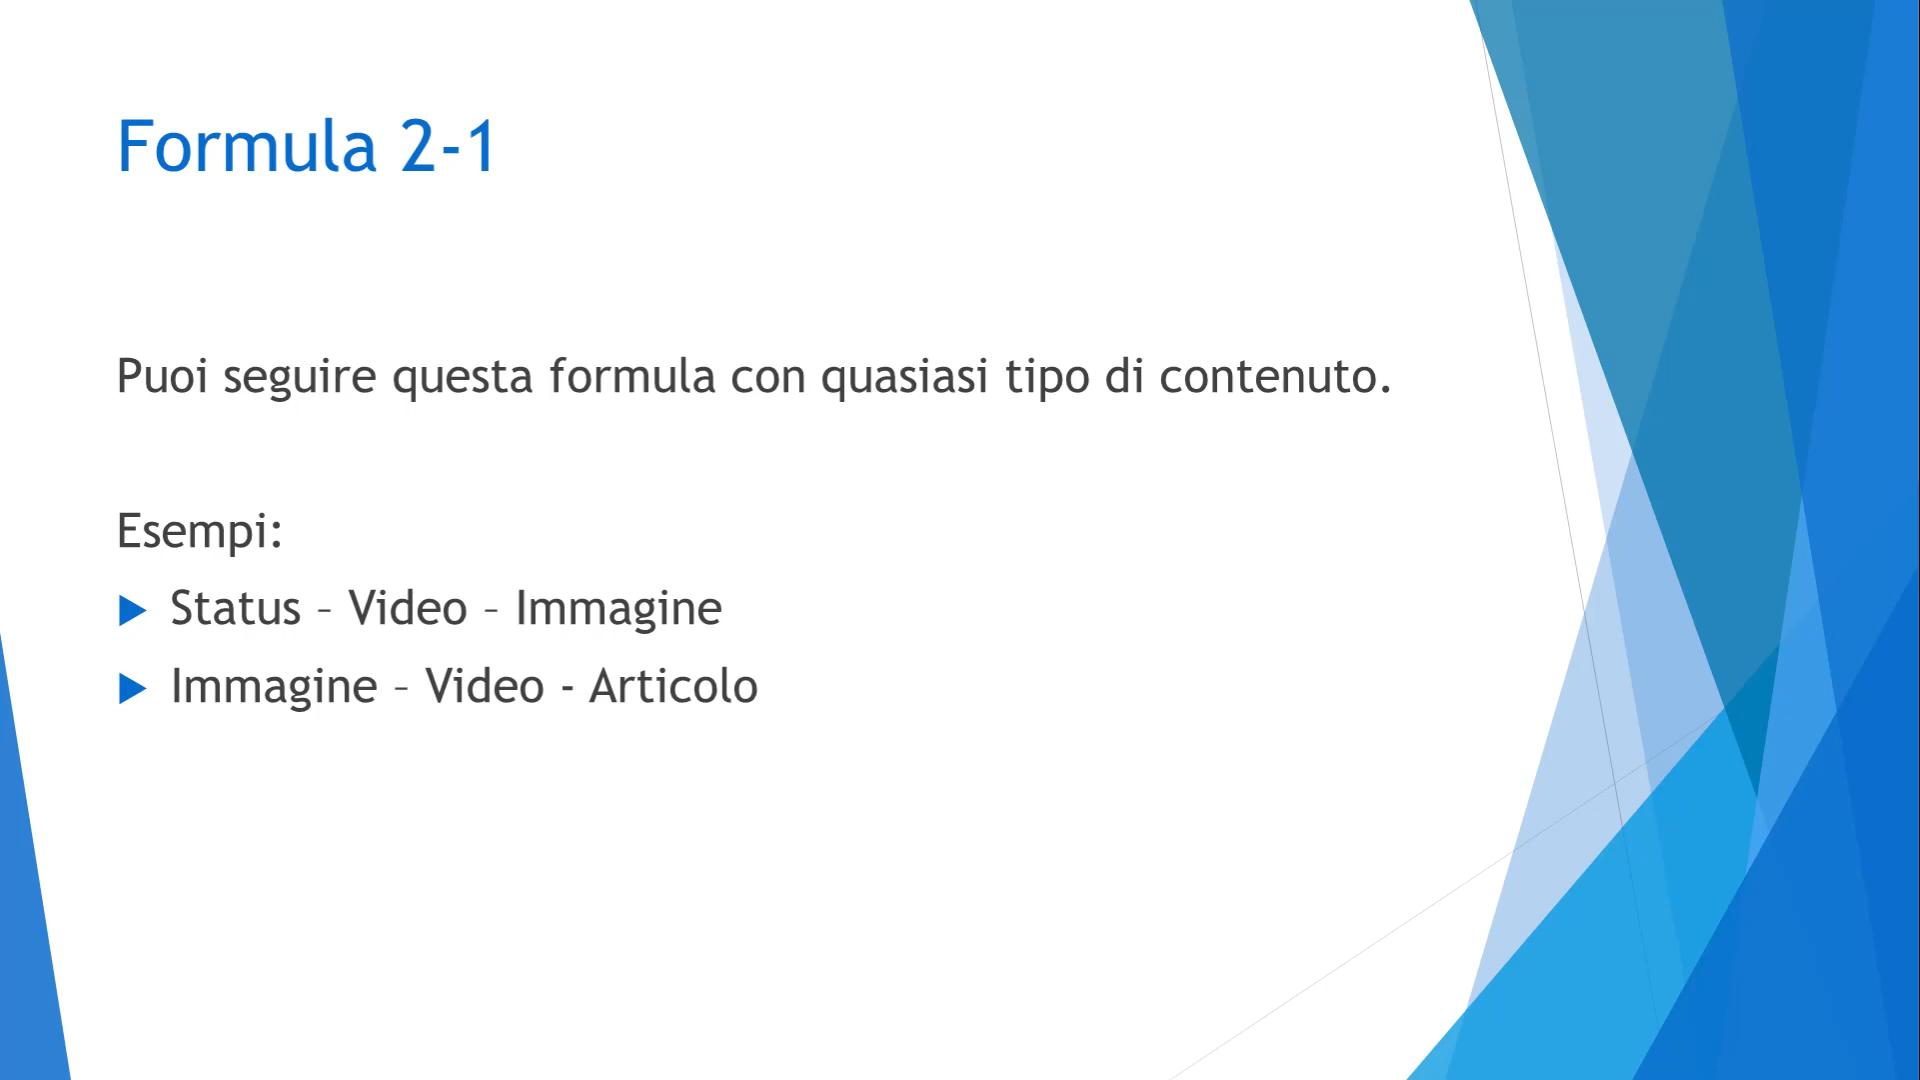 Formula 2-1
Puoi seguire questa formula con quasiasi tipo di contenuto.
Esempi:
Status – Video – Immagine
Immagine – Video - Articolo